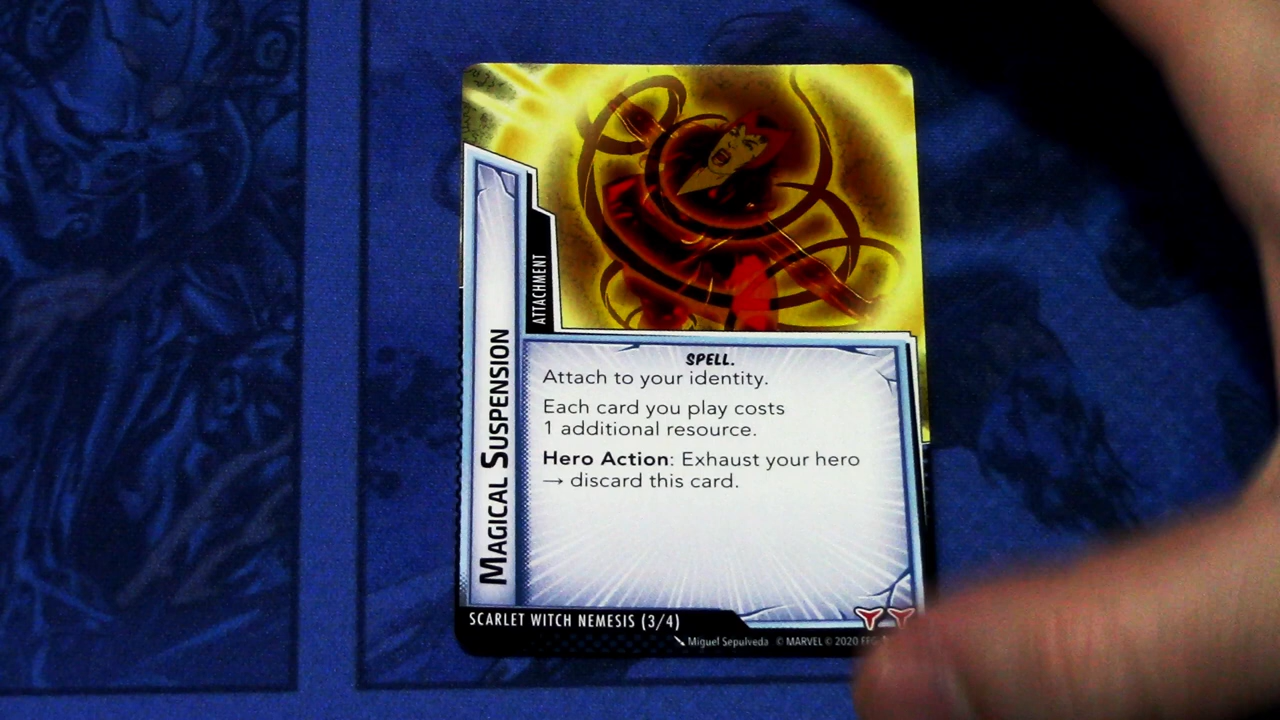 ATTACHMENT
MAGICAL SUSPENSION
SPELL.
Attach to your identity.
Each card you play costs
1 additional resource.
Hero Action: Exhaust your hero
→ discard this card.
SCARLET WITCH NEMESIS (3/4)
Miguel Sepulveda © MARVEL © 2020 FFG